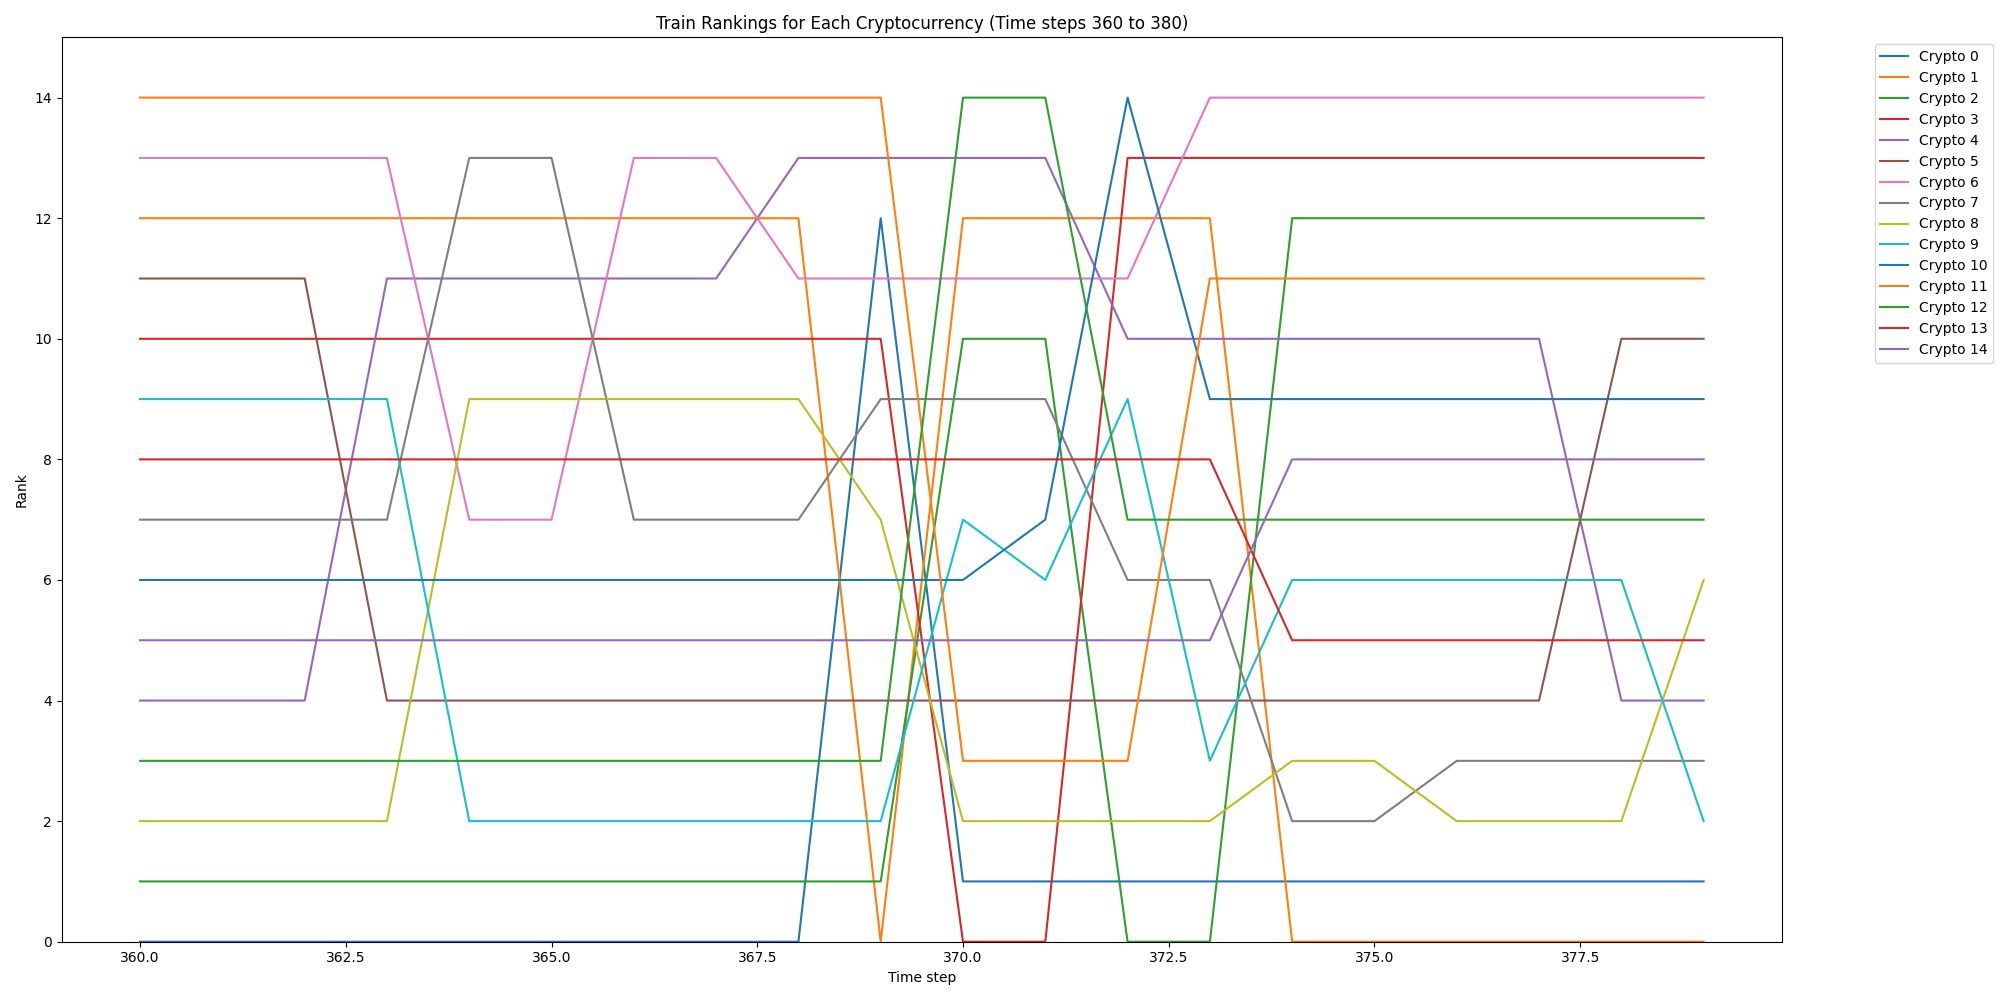 Train Rankings for Each Cryptocurrency (Time steps 360 to 380)
Crypto 0
Crypto 1
Crypto 2
Crypto 3
Crypto 4
Crypto 5
Crypto 6
Crypto 7
Crypto 8
Crypto 9
Crypto 10
Crypto 11
Crypto 12
Crypto 13
Crypto 14
Rank
14
12
10
8
6
4
2
0
360.0 362.5 365.0 367.5 370.0 372.5 375.0 377.5
Time step